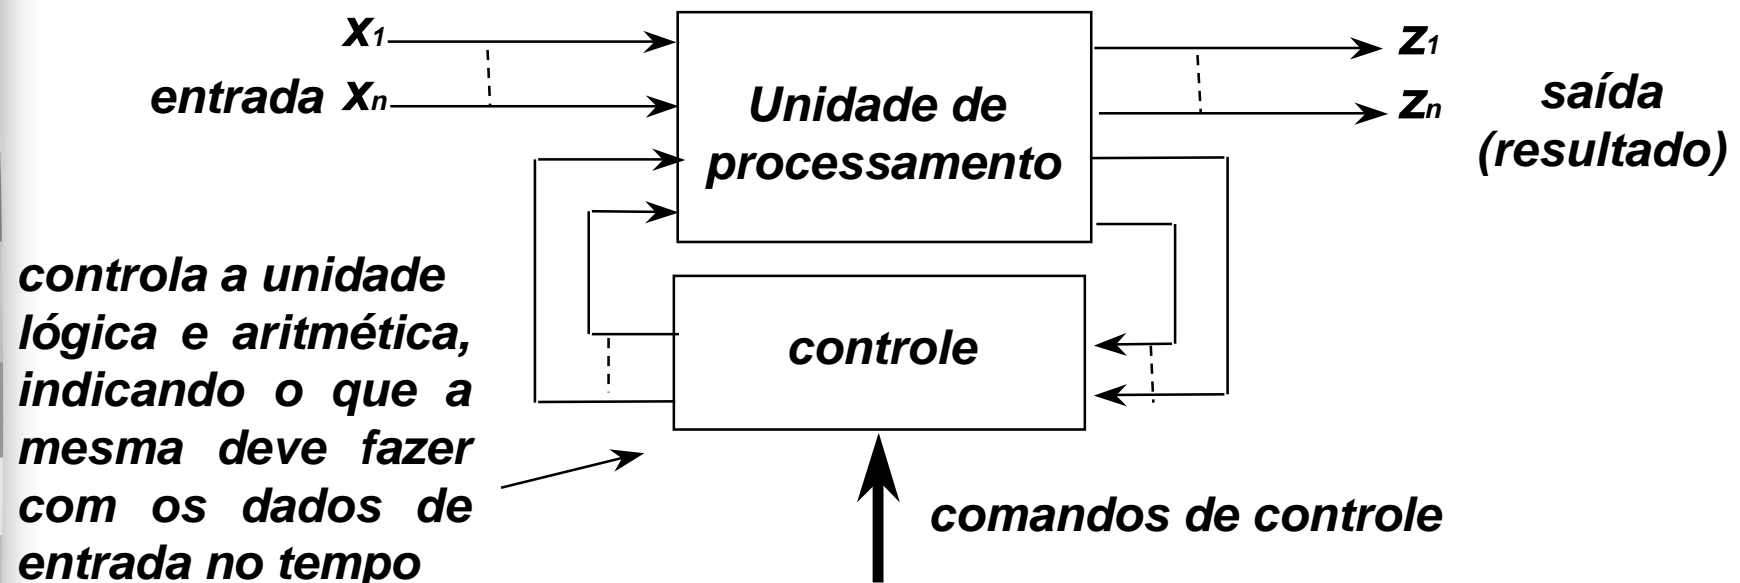 x1
entrada xn
Unidade de
processamento
z1
zn
saída
(resultado)
controla a unidade
lógica e aritmética,
indicando o que a
mesma deve fazer
com os dados de
entrada no tempo
controle
comandos de controle